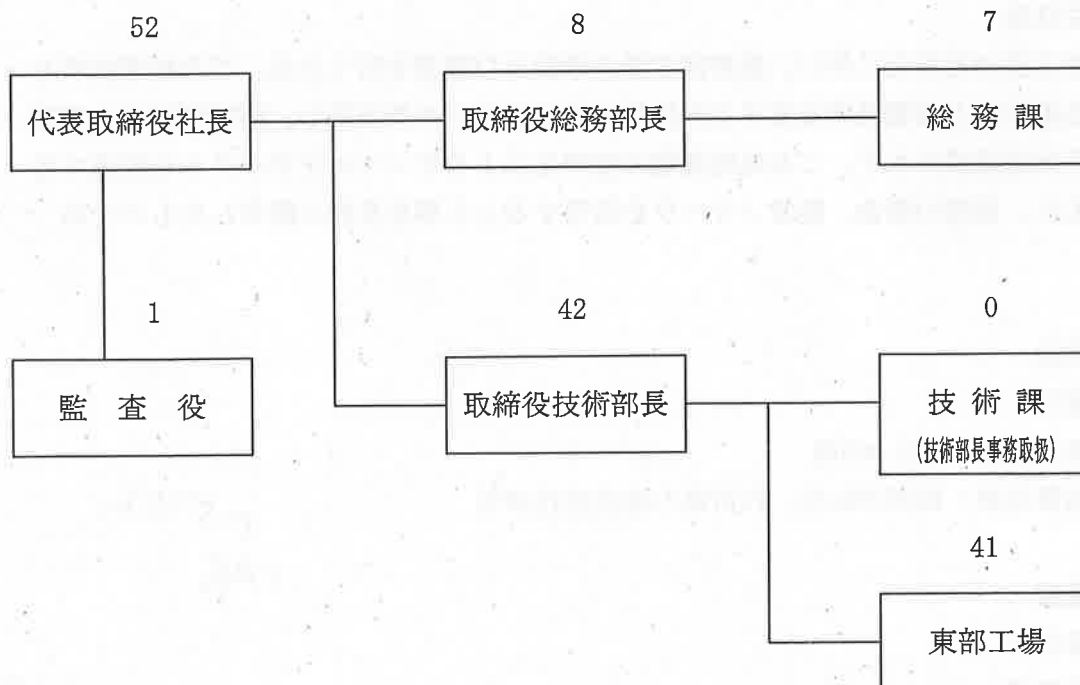 52
8
7
代表取締役社長
取締役総務部長
総務課
1
42
0
監査役
取締役技術部長
技術課
(技術部長事務取扱)
41
東部工場